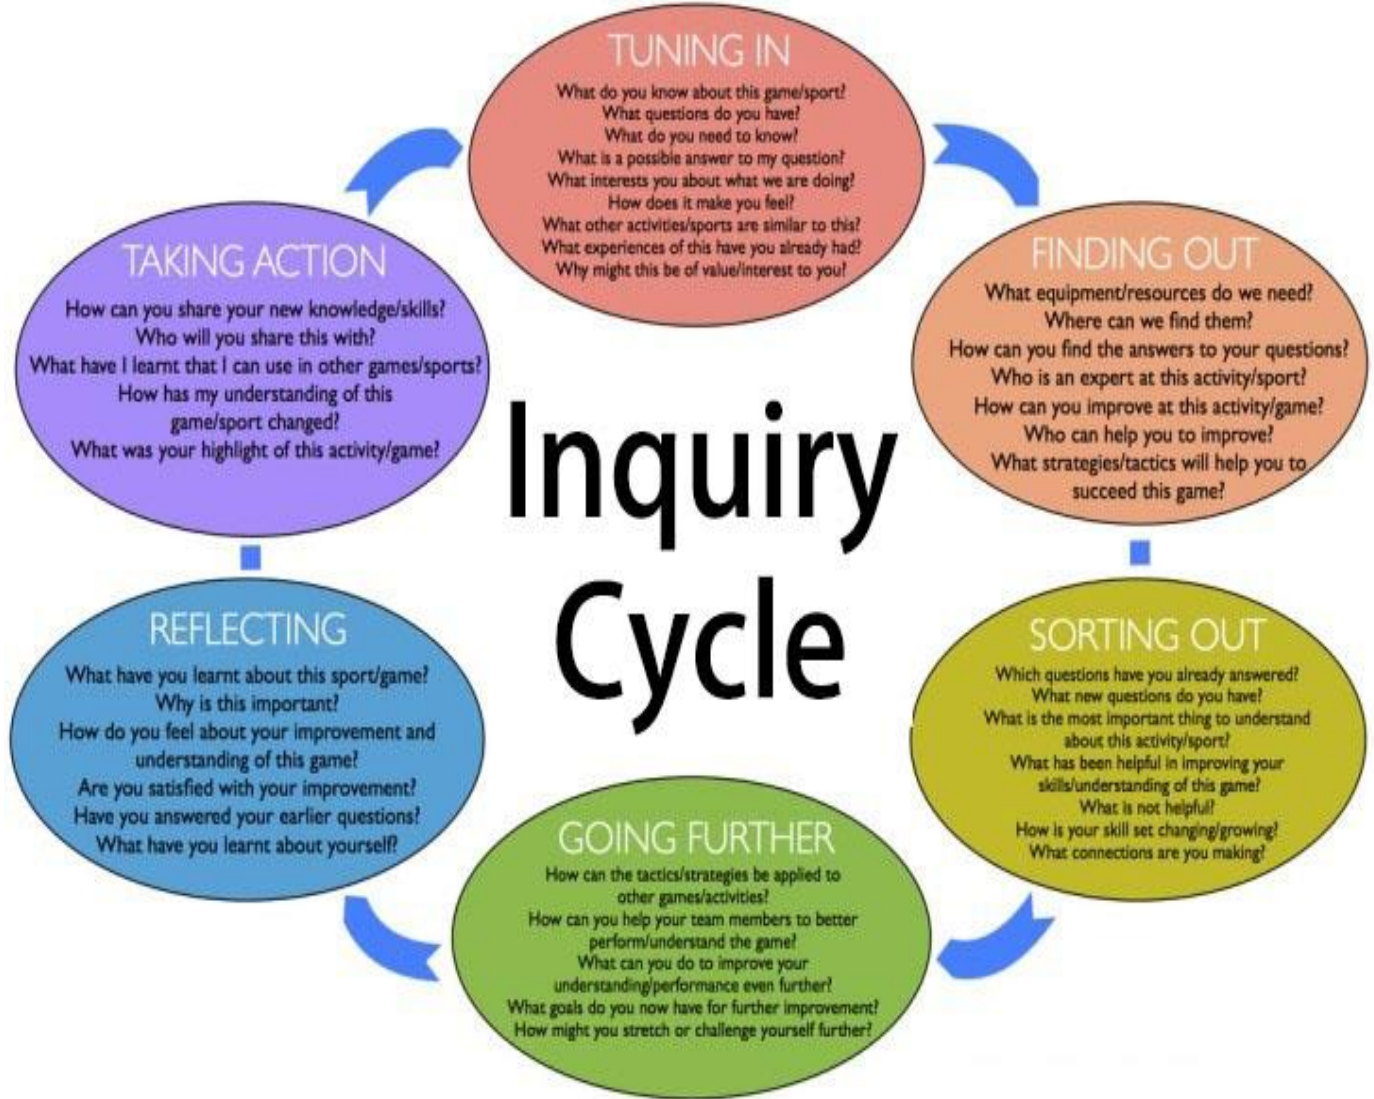 TUNING IN
What do you know about this game/sport?
What questions do you have?
What do you need to know?
What is a possible answer to my question?
What interests you about what we are doing?
How does it make you feel?
What other activities/sports are similar to this?
What experiences of this have you already had?
Why might this be of value/interest to you?
FINDING OUT
What equipment/resources do we need?
Where can we find them?
How can you find the answers to your questions?
Who is an expert at this activity/sport?
How can you improve at this activity/game?
Who can help you to improve?
What strategies/tactics will help you to
succeed this game?
SORTING OUT
Which questions have you already answered?
What new questions do you have?
What is the most important thing to understand
about this activity/sport?
What has been helpful in improving your
skills/understanding of this game?
What is not helpful?
How is your skill set changing/growing?
What connections are you making?
GOING FURTHER
How can the tactics/strategies be applied to
other games/activities?
How can you help your team members to better
perform/understand the game?
What can you do to improve your
understanding/performance even further?
What goals do you now have for further improvement?
How might you stretch or challenge yourself further?
REFLECTING
What have you learnt about this sport/game?
Why is this important?
How do you feel about your improvement and
understanding of this game?
Are you satisfied with your improvement?
Have you answered your earlier questions?
What have you learnt about yourself?
TAKING ACTION
How can you share your new knowledge/skills?
Who will you share this with?
What have I learnt that I can use in other games/sports?
How has my understanding of this
game/sport changed?
What was your highlight of this activity/game?
Inquiry
Cycle